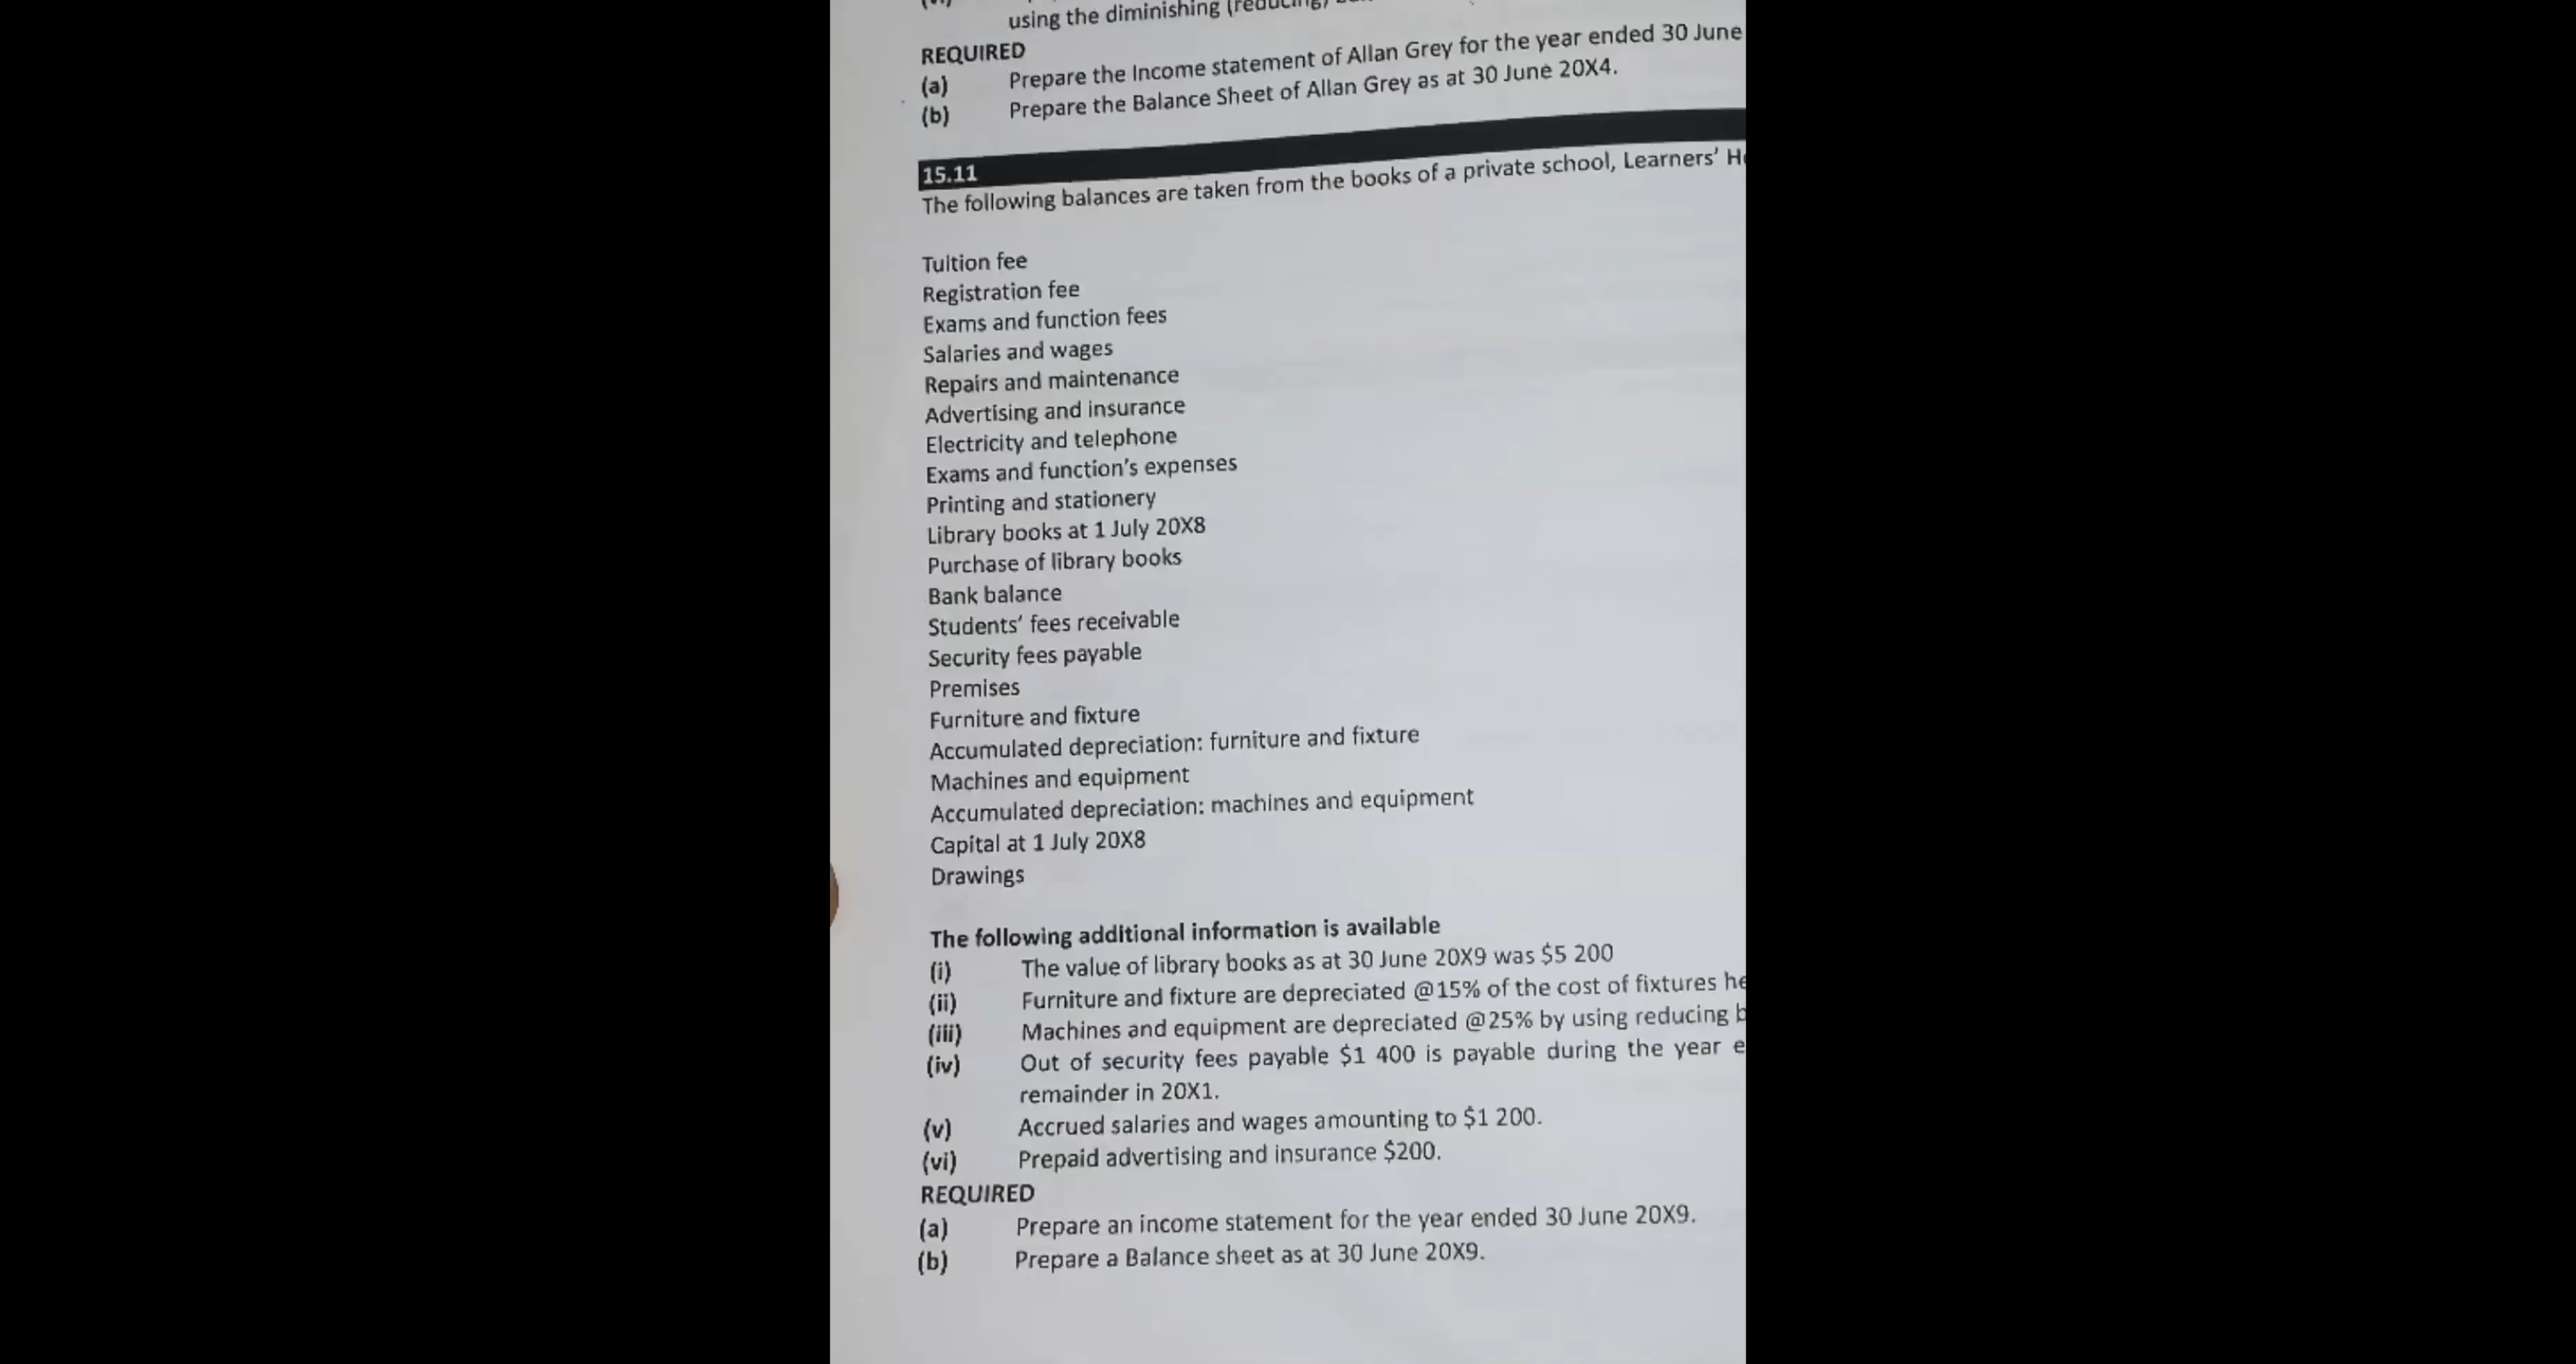 using the diminishing
REQUIRED
(a) Prepare the Income statement of Allan Grey for the year ended 30 June
(b) Prepare the Balance Sheet of Allan Grey as at 30 June 20X4.
15.11
The following balances are taken from the books of a private school, Learners'
Tuition fee
Registration fee
Exams and function fees
Salaries and wages
Repairs and maintenance
Advertising and insurance
Electricity and telephone
Exams and function's expenses
Printing and stationery
Library books at 1 July 20X8
Purchase of library books
Bank balance
Students' fees receivable
Security fees payable
Premises
Furniture and fixture
Accumulated depreciation: furniture and fixture
Machines and equipment
Accumulated depreciation: machines and equipment
Capital at 1 July 20X8
Drawings
The following additional information is available
(i) The value of library books as at 30 June 20X9 was $5 200
(ii) Furniture and fixture are depreciated @15% of the cost of fixtures
(iii) Machines and equipment are depreciated @25% by using reducing
(iv) Out of security fees payable $1 400 is payable during the year
remainder in 20X1.
(v) Accrued salaries and wages amounting to $1 200.
(vi) Prepaid advertising and insurance $200.
REQUIRED
(a) Prepare an income statement for the year ended 30 June 20X9.
(b) Prepare a Balance sheet as at 30 June 20X9.